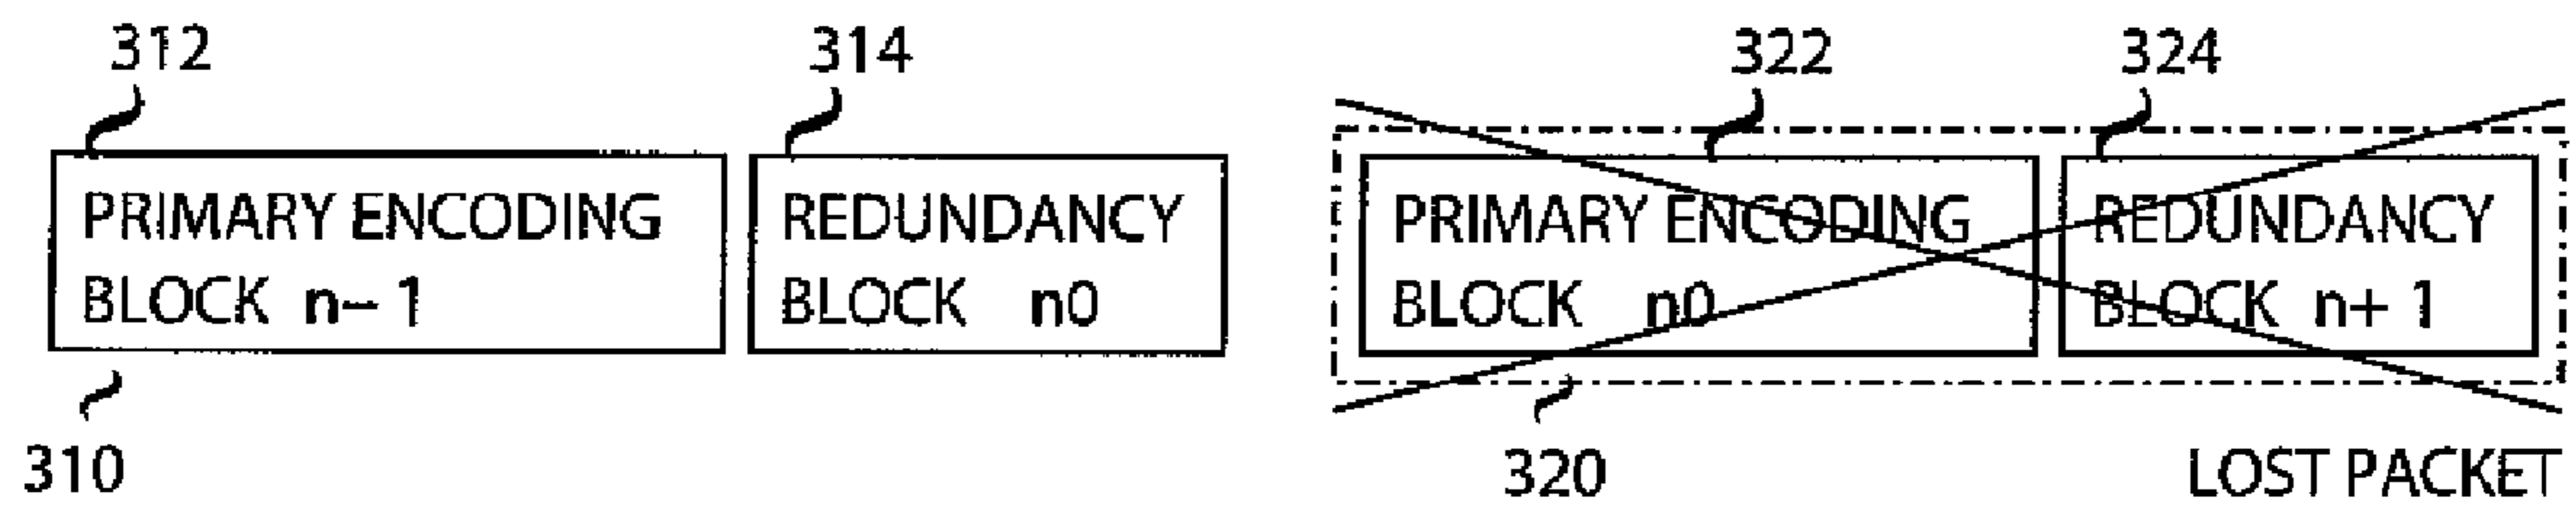 312
314
322
324
PRIMARY ENCODING
BLOCK n– 1
REDUNDANCY
BLOCK n0
PRIMARY ENCODING
BLOCK n0
REDUNDANCY
BLOCK n+ 1
310
320
LOST PACKET